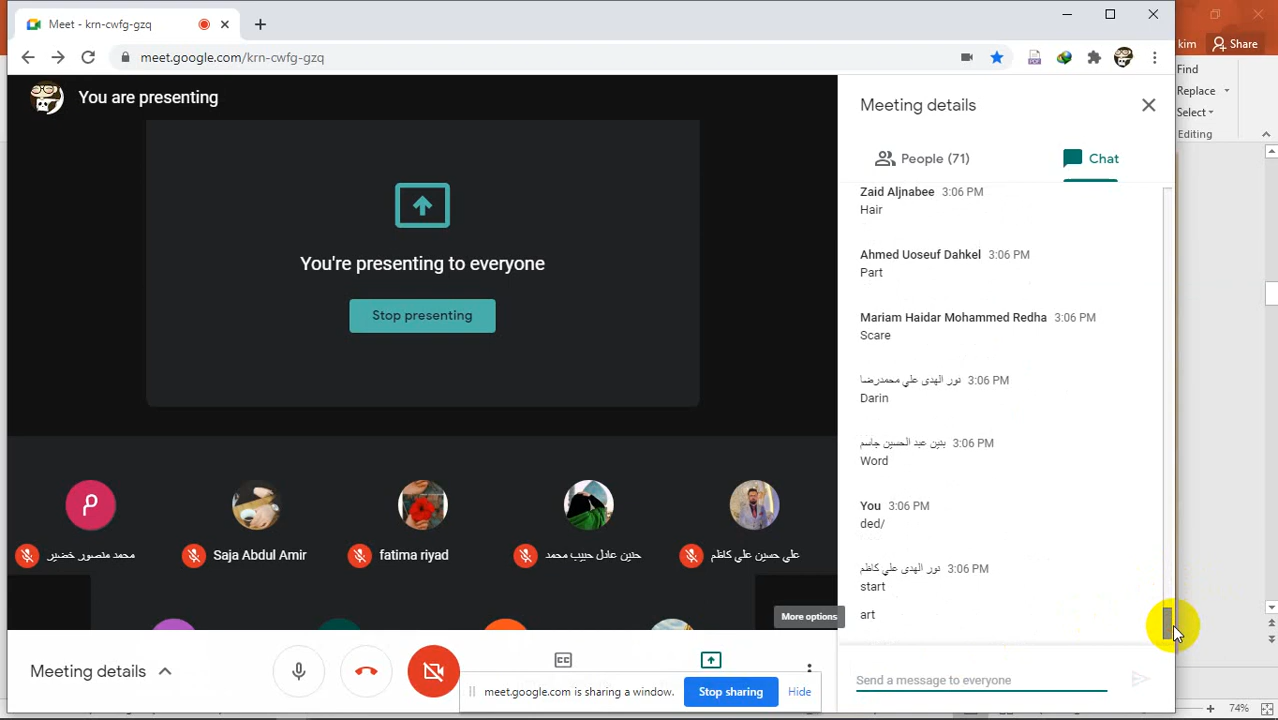 Meet - krn-cwfg-gzq
meet.google.com/krn-cwfg-gzq
kim
Share
Find
Replace
Select
Editing
You are presenting
You're presenting to everyone
Stop presenting
محمد منصور خضير
Saja Abdul Amir
fatima riyad
حنين عادل حبيب محمد
علي حسين علي كاظم
More options
Meeting details
meet.google.com is sharing a window.
Stop sharing
Hide
Meeting details
People (71)
Chat
Zaid Aljnabee 3:06 PM
Hair
Ahmed Uoseuf Dahkel 3:06 PM
Part
Mariam Haidar Mohammed Redha 3:06 PM
Scare
نور الهدى علي محمدرضا 3:06 PM
Darin
بنين عبد الحسين جاسم 3:06 PM
Word
You 3:06 PM
ded/
نور الهدى علي كاظم 3:06 PM
start
art
Send a message to everyone
74%